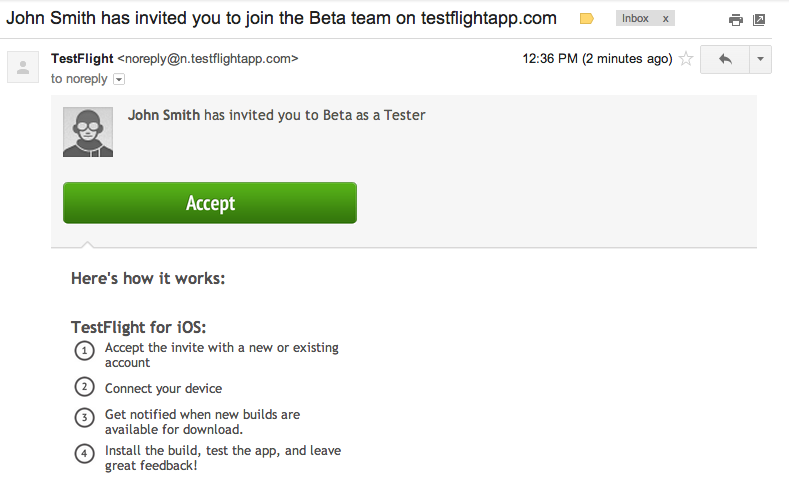 John Smith has invited you to join the Beta team on testflightapp.com
Inbox x
TestFlight <noreply@n.testflightapp.com>
12:36 PM (2 minutes ago)
to noreply
John Smith has invited you to Beta as a Tester
Accept
Here's how it works:
TestFlight for iOS:
1 Accept the invite with a new or existing
account
2 Connect your device
3 Get notified when new builds are
available for download.
4 Install the build, test the app, and leave
great feedback!